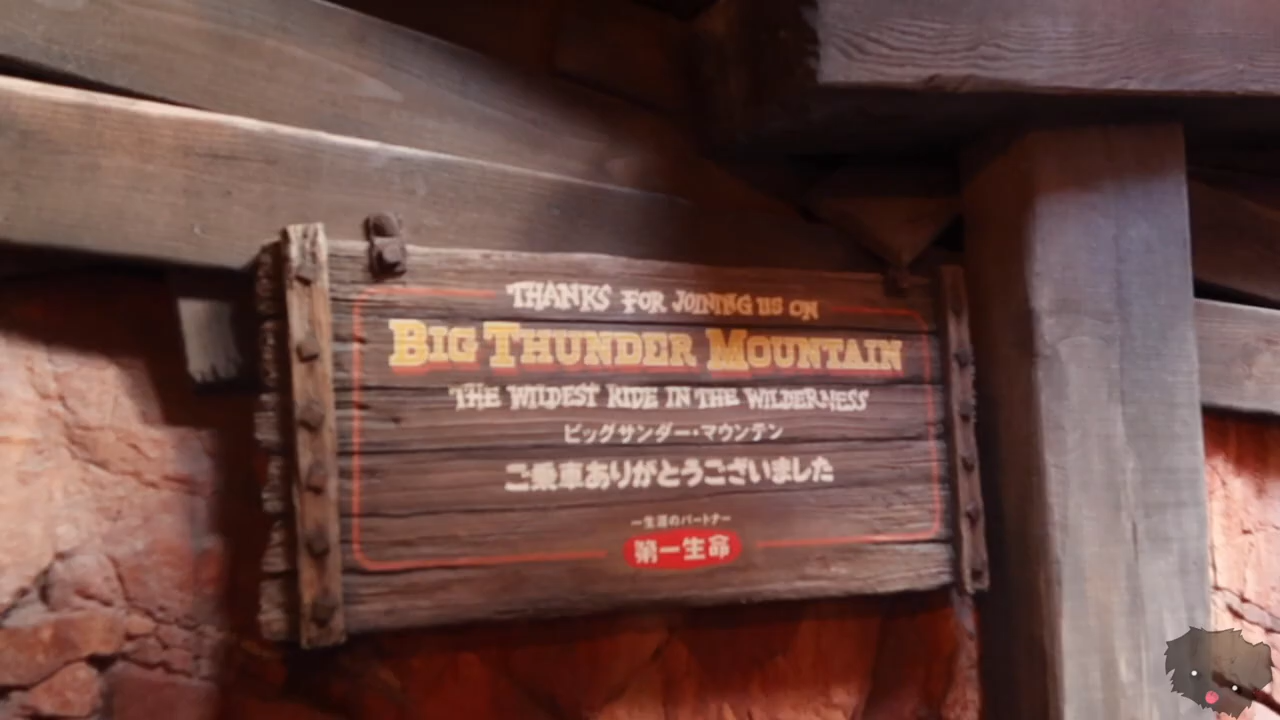 THANKS FOR JOINING US ON
BIG THUNDER MOUNTAIN
THE WILDEST RIDE IN THE WILDERNESS
ビッグサンダー・マウンテン
ご乗車ありがとうございました
一生涯のパートナー
第一生命